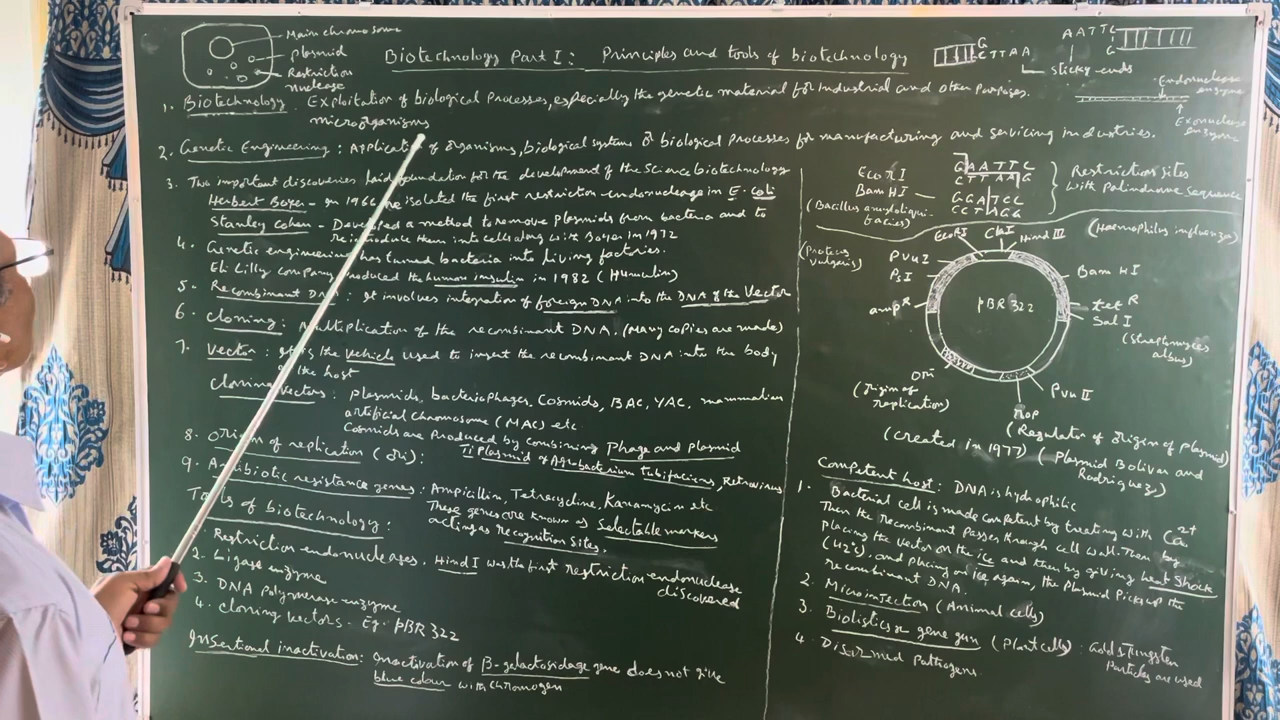 Main chromosome
plasmid
Restriction
nuclease
Biotechnology Part I: Principles and tools of biotechnology
G
CTTAA
AATTC
G
sticky ends
Endonuclease
enzyme
Exonuclease
enzyme
1. Biotechnology: Exploitation of biological processes, especially the genetic material for Industrial and other purposes.
microorganisms
2. Genetic Engineering: Application of organisms, biological systems or biological processes for manufacturing and servicing industries.
3. Two important discoveries laid foundation for the development of the Science biotechnology
Herbert Boyer - In 1966 he isolated the first restriction-endonuclease in E. coli
Stanley Cohen - Developed a method to remove plasmids from bacteria and to
reintroduce them into cells along with Boyer in 1972
4. Genetic engineering has turned bacteria into living factories.
Eli Lilly company produced the human insulin in 1982 (Humulin)
5. Recombinant DNA: It involves integration of foreign DNA into the DNA of the Vector
6. Cloning: Multiplication of the recombinant DNA. (Many copies are made)
7. Vector: It is the vehicle used to insert the recombinant DNA into the body
of the host
Cloning vectors: plasmids, bacteriophages, Cosmids, BAC, YAC, mammalian
artificial chromosome (MAC) etc
Cosmids are produced by combining Phage and plasmid
8. Origin of replication (Ori): Ti Plasmid of Agrobacterium tubifaciens, Retrovirus
9. Antibiotic resistance genes: Ampicillin, Tetracycline, Kanamycin etc
These genes are known as Selectable markers
acting as recognition sites.
Tools of biotechnology:
Restriction endonucleases. Hind I was the first restriction endonuclease
discovered
2. Ligase enzyme
3. DNA Polymerase enzyme
4. Cloning vectors - Eg: PBR 322
Insertional inactivation: Inactivation of β-galactosidase gene does not give
blue colour with chromogen
EcoRI
BamHI
(Bacillus amyloliqui-
facies)
GAATTC
CTTAAG
GGATCC
CCTAGG
Restriction sites
with Palindrome Sequence
(Proteus
vulgaris)
EcoRI
ClaI
Hind III
(Haemophilus influenzae)
PvuI
PsI
amp R
pBR 322
Bam HI
tet R
Sal I
(Streptomyces
albus)
Ori
(Origin of
replication)
Pvu II
Rop
(Regulator of origin of plasmid)
(created in 1977) (Plasmid Bolivar and
Rodriguez)
Competent host: DNA is hydrophilic
1. Bacterial cell is made competent by treating with Ca2+
Then the recombinant passes through cell wall. Then by
placing the vector on the ice and then by giving heat shock
(42°c). and placing on ice again, the Plasmid Picks up the
recombinant DNA.
2. Microinjection (Animal cells)
3. Biolistics or gene gun (Plant cells): Gold & tungsten
Particles are used
4. Disarmed Pathogens.